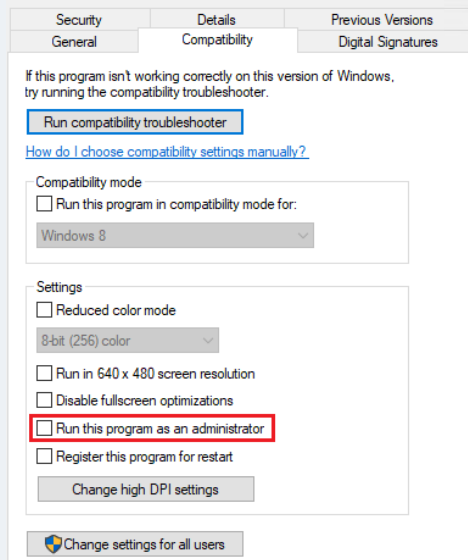 Security
Details
Previous Versions
General
Compatibility
Digital Signatures
If this program isn't working correctly on this version of Windows,
try running the compatibility troubleshooter.
Run compatibility troubleshooter
How do I choose compatibility settings manually?
Compatibility mode
Run this program in compatibility mode for:
Windows 8
Settings
Reduced color mode
8-bit (256) color
Run in 640 x 480 screen resolution
Disable fullscreen optimizations
Run this program as an administrator
Register this program for restart
Change high DPI settings
Change settings for all users